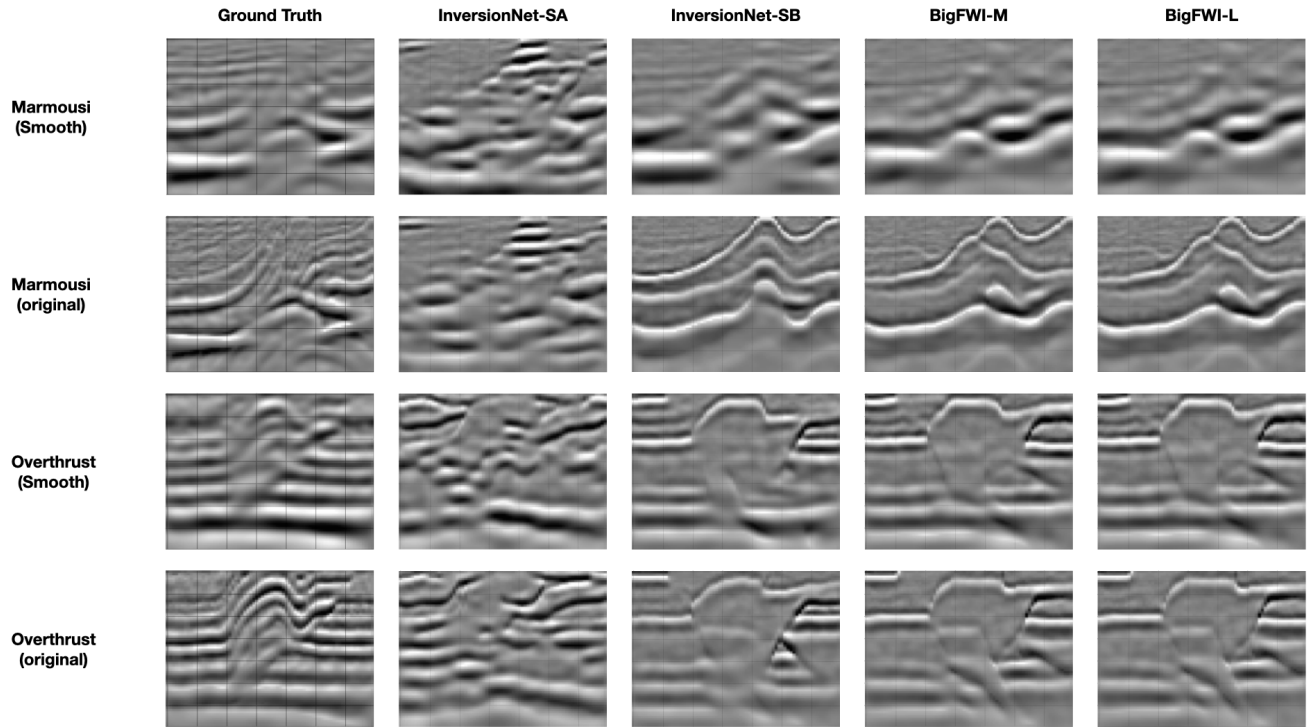 Ground Truth
InversionNet-SA
InversionNet-SB
BigFWI-M
BigFWI-L
Marmousi
(Smooth)
Marmousi
(original)
Overthrust
(Smooth)
Overthrust
(original)